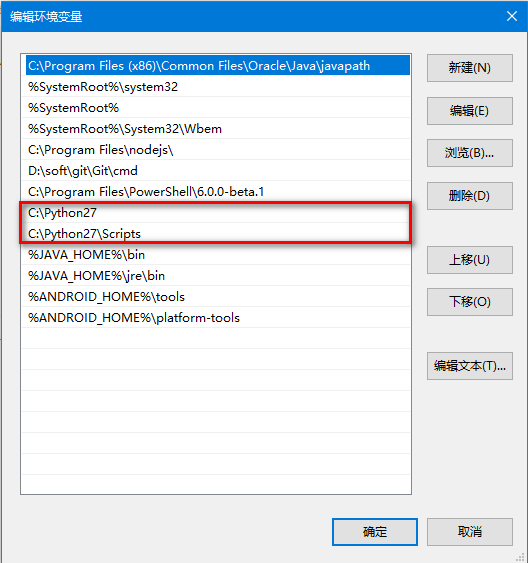 编辑环境变量
C:\Program Files (x86)\Common Files\Oracle\Java\javapath
%SystemRoot%\system32
%SystemRoot%
%SystemRoot%\System32\Wbem
C:\Program Files\nodejs\
D:\soft\git\Git\cmd
C:\Program Files\PowerShell\6.0.0-beta.1
C:\Python27
C:\Python27\Scripts
%JAVA_HOME%\bin
%JAVA_HOME%\jre\bin
%ANDROID_HOME%\tools
%ANDROID_HOME%\platform-tools
新建(N)
编辑(E)
浏览(B)...
删除(D)
上移(U)
下移(O)
编辑文本(T)...
确定
取消